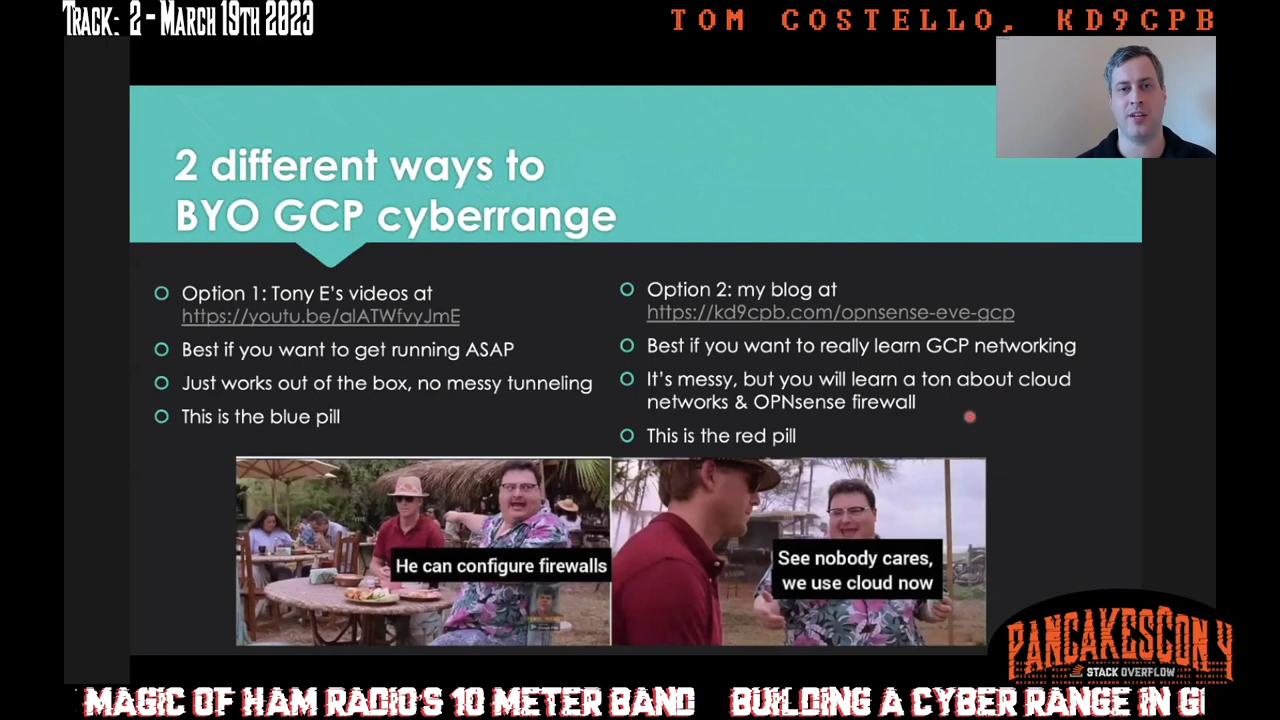 TRACK: 2 - MARCH 19TH 2023
TOM COSTELLO, KD9CPB
2 different ways to
BYO GCP cyberrange
Option 1: Tony E's videos at
https://youtu.be/alATWfvyJmE
Best if you want to get running ASAP
Just works out of the box, no messy tunneling
This is the blue pill
Option 2: my blog at
https://kd9cpb.com/opnsense-eve-gcp
Best if you want to really learn GCP networking
It's messy, but you will learn a ton about cloud
networks & OPNsense firewall
This is the red pill
He can configure firewalls
See nobody cares,
we use cloud now
PANCAKESCON 4
STACK OVERFLOW
MAGIC OF HAM RADIO'S 10 METER BAND BUILDING A CYBER RANGE IN G